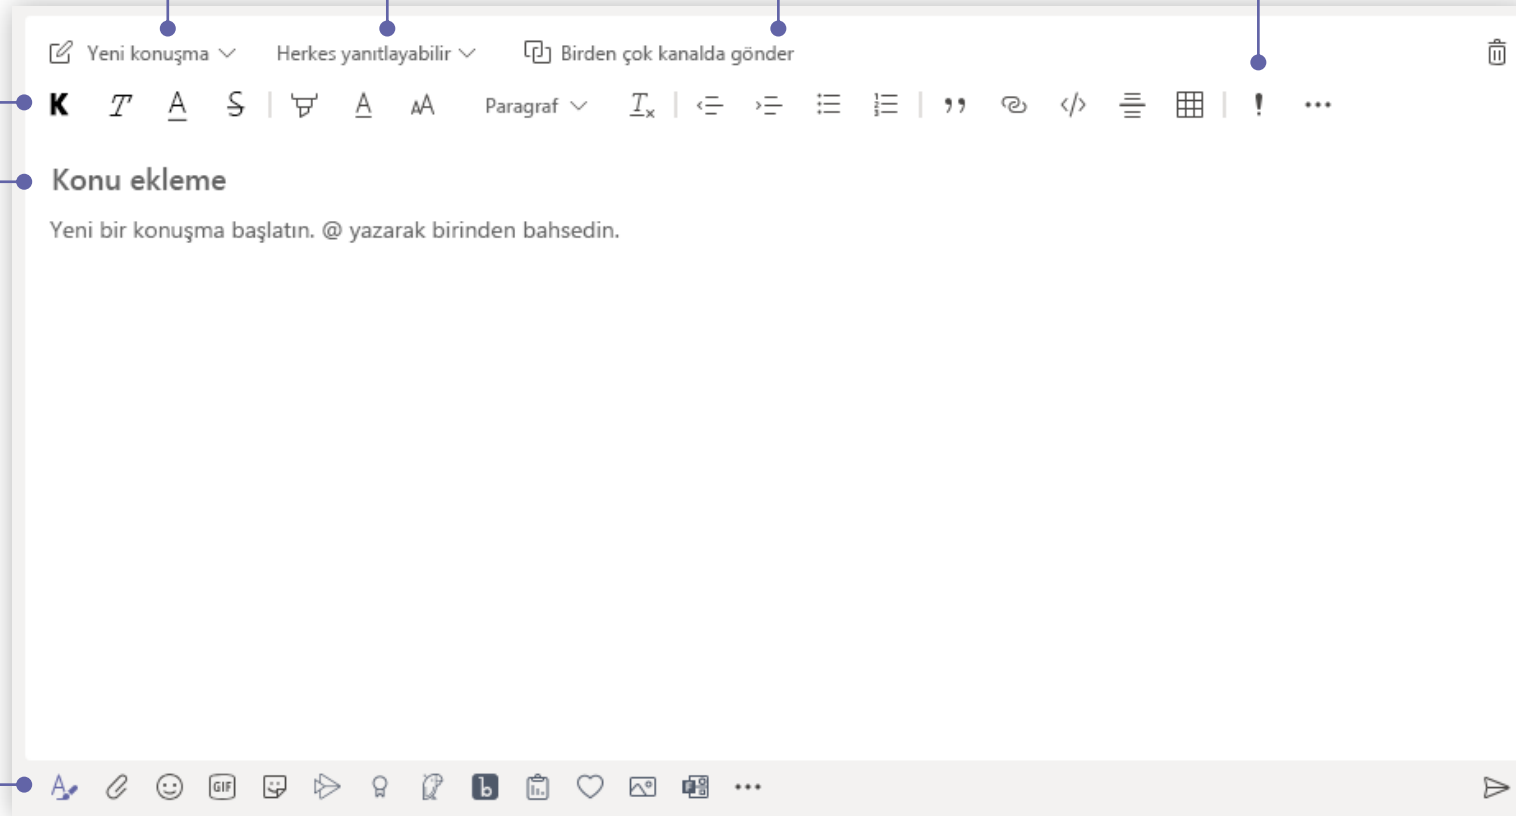 Yeni konuşma
Herkes yanıtlayabilir
Birden çok kanalda gönder
K T A S A AA Paragraf Tx </> !
Konu ekleme
Yeni bir konuşma başlatın. @ yazarak birinden bahsedin.
GIF